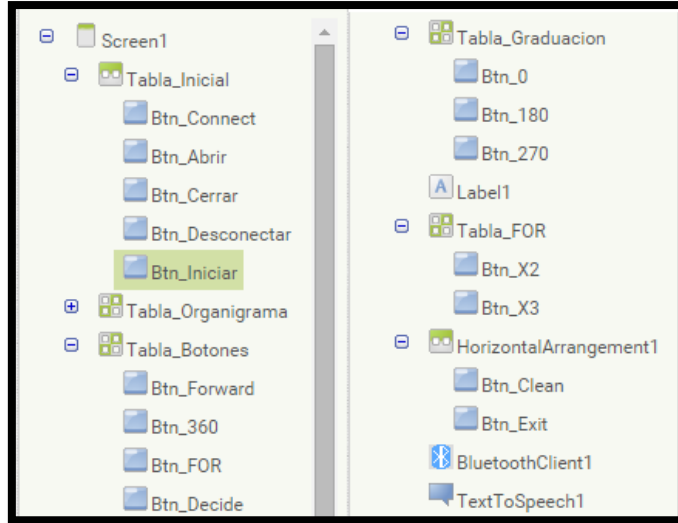 Screen1
Tabla_Inicial
Btn_Connect
Btn_Abrir
Btn_Cerrar
Btn_Desconectar
Btn_Iniciar
Tabla_Organigrama
Tabla_Botones
Btn_Forward
Btn_360
Btn_FOR
Btn_Decide
Tabla_Graduacion
Btn_0
Btn_180
Btn_270
A Label1
Tabla_FOR
Btn_X2
Btn_X3
HorizontalArrangement1
Btn_Clean
Btn_Exit
BluetoothClient1
TextToSpeech1